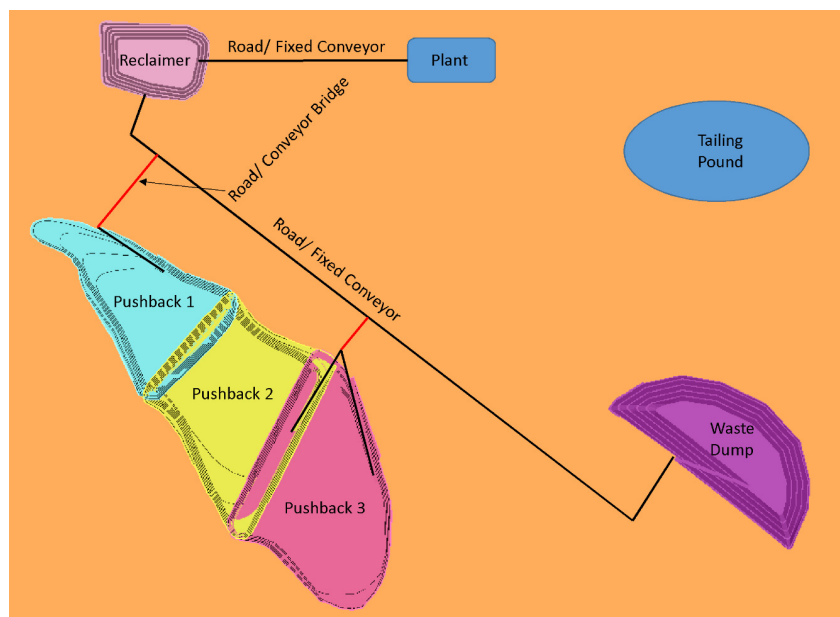 Reclaimer
Road/ Fixed Conveyor
Plant
Road/ Conveyor Bridge
Tailing
Pound
Road/ Fixed Conveyor
Pushback 1
Pushback 2
Pushback 3
Waste
Dump